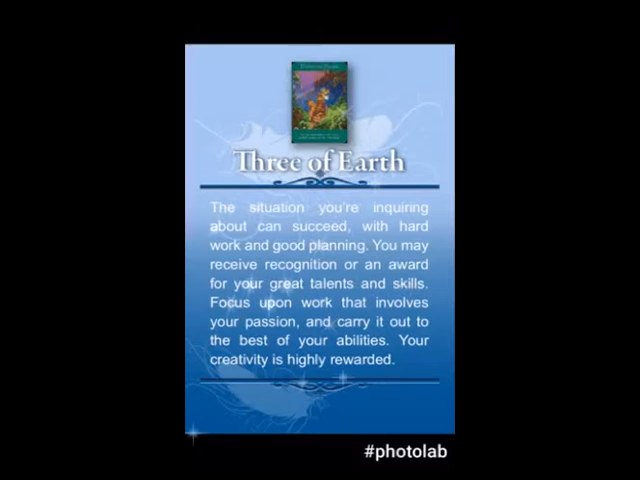 Three of Earth
The situation you're inquiring
about can succeed, with hard
work and good planning. You may
receive recognition or an award
for your great talents and skills.
Focus upon work that involves
your passion, and carry it out to
the best of your abilities. Your
creativity is highly rewarded.
#photolab